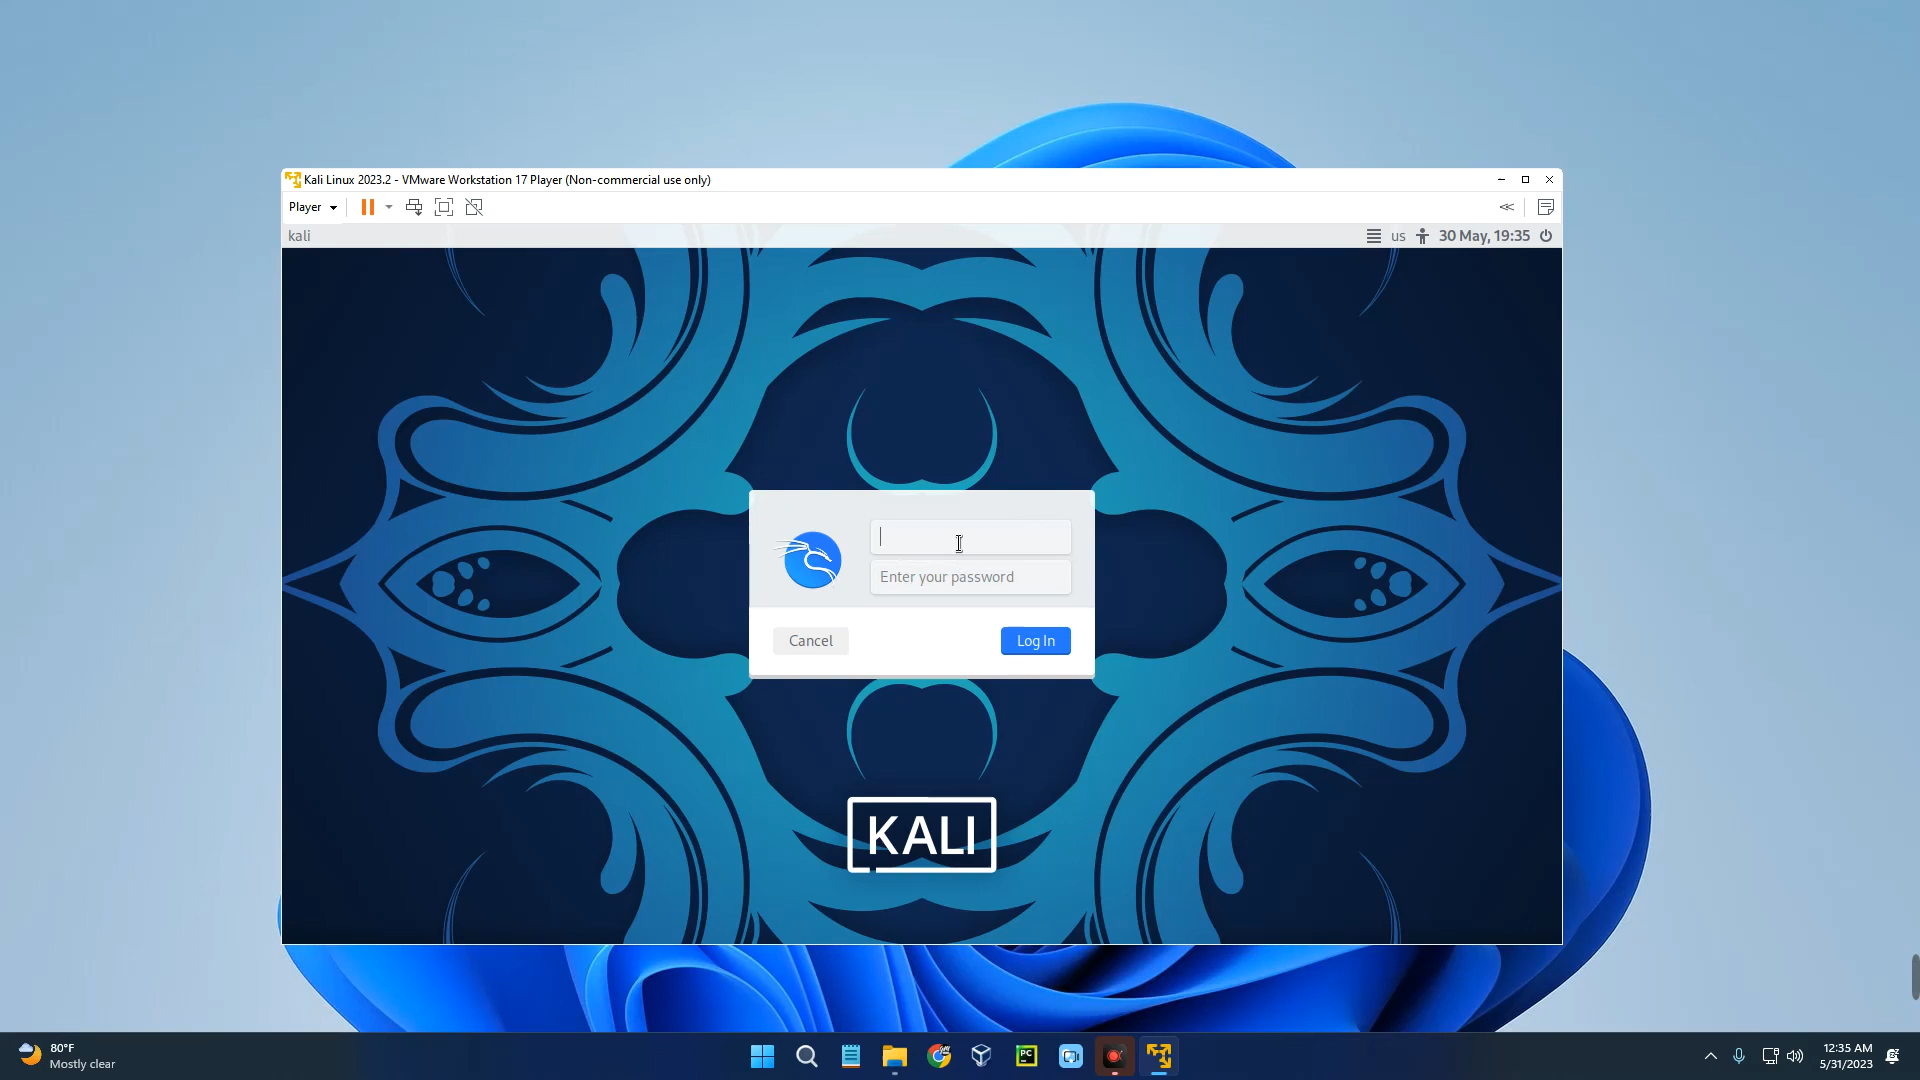 Kali Linux 2023.2 - VMware Workstation 17 Player (Non-commercial use only)
Player
kali
us
30 May, 19:35
Enter your password
Cancel
Log In
KALI
80°F
Mostly clear
PC
12:35 AM
5/31/2023